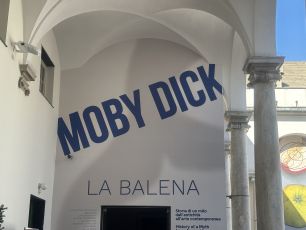 MOBY DICK
LA BALENA
Storia di un mito
dall'antichità
all'arte contemporanea
History of a Myth